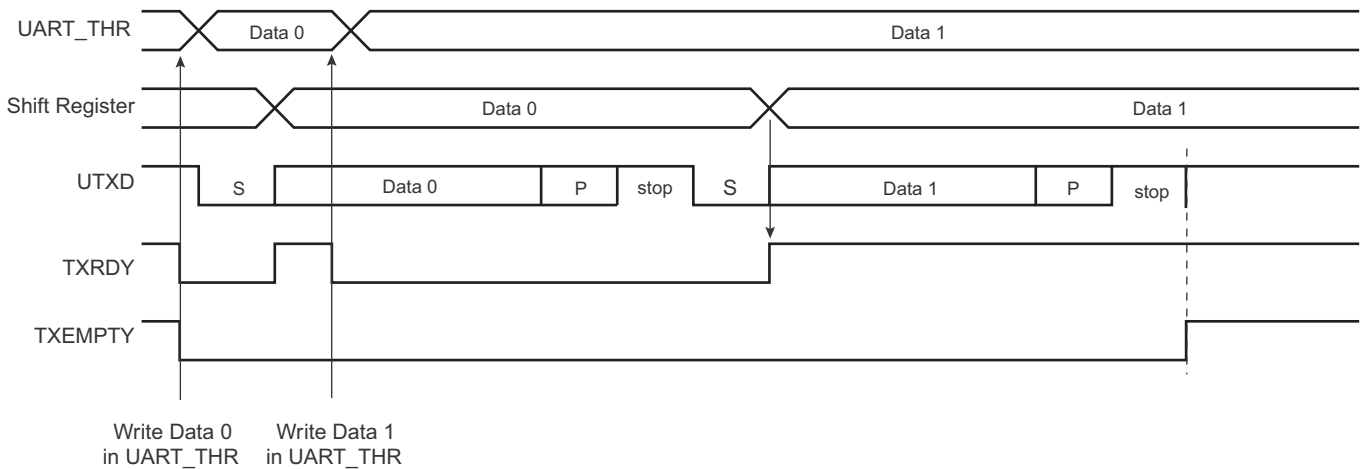 UART_THR
Data 0
Data 1
Shift Register
Data 0
Data 1
UTXD
S
Data 0
P
stop
S
Data 1
P
stop
TXRDY
TXEMPTY
Write Data 0
in UART_THR
Write Data 1
in UART_THR